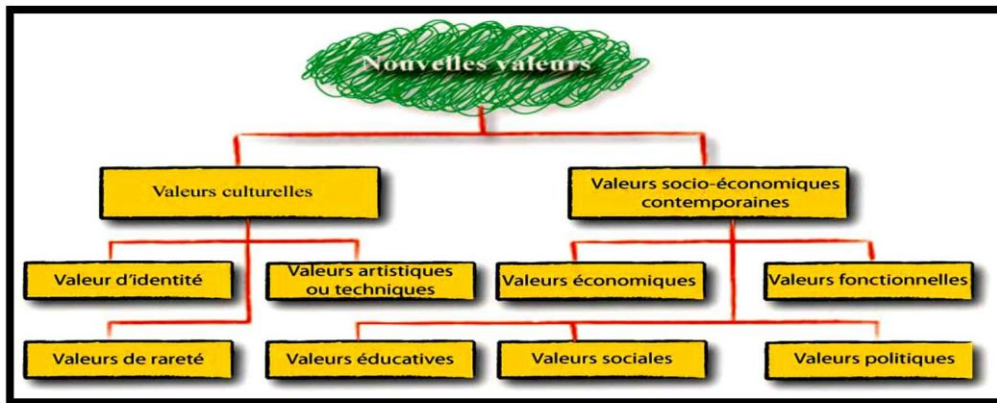 Nouvelles valeurs
Valeurs culturelles
Valeurs socio-économiques
contemporaines
Valeur d'identité
Valeurs artistiques
ou techniques
Valeurs économiques
Valeurs fonctionnelles
Valeurs de rareté
Valeurs éducatives
Valeurs sociales
Valeurs politiques